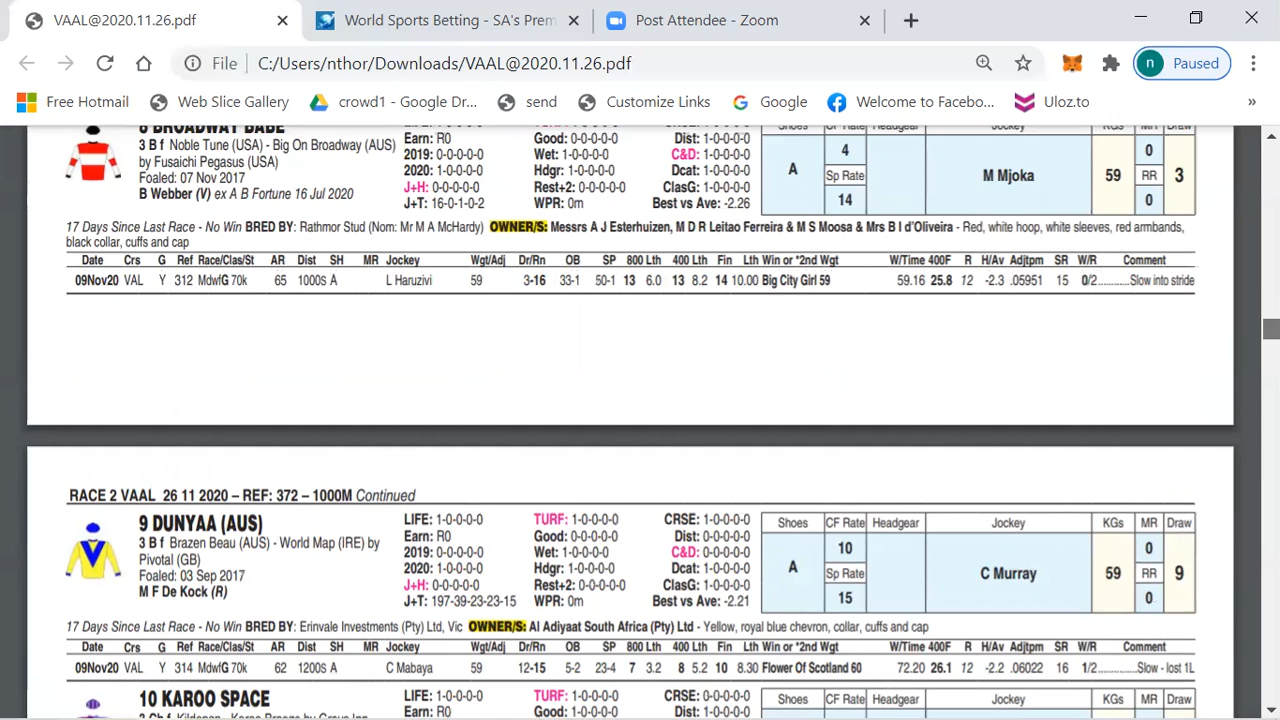 VAAL@2020.11.26.pdf
World Sports Betting - SA's Prem
Post Attendee - Zoom
File C:/Users/nthor/Downloads/VAAL@2020.11.26.pdf
n Paused
Free Hotmail Web Slice Gallery crowd1 - Google Dr... send Customize Links Google Welcome to Facebo... Uloz.to »
8 BROADWAY BABE
3 B f Noble Tune (USA) - Big On Broadway (AUS)
by Fusaichi Pegasus (USA)
Foaled: 07 Nov 2017
B Webber (V) ex A B Fortune 16 Jul 2020
Earn: R0 Good: 0-0-0-0-0 Dist: 1-0-0-0-0
2019: 0-0-0-0-0 Wet: 1-0-0-0-0 C&D: 1-0-0-0-0
2020: 1-0-0-0-0 Hdgr: 1-0-0-0-0 Dcat: 1-0-0-0-0
J+H: 0-0-0-0-0 Rest+2: 0-0-0-0-0 ClasG: 1-0-0-0-0
J+T: 16-0-1-0-2 WPR: 0m Best vs Ave: -2.26
Shoes CF Rate Headgear Jockey KGs MR Draw
A 4 Sp Rate 14 M Mjoka 59 0 RR 0 3
17 Days Since Last Race - No Win BRED BY: Rathmor Stud (Nom: Mr M A McHardy) OWNER/S: Messrs A J Esterhuizen, M D R Leitao Ferreira & M S Moosa & Mrs B I d'Oliveira - Red, white hoop, white sleeves, red armbands,
black collar, cuffs and cap
Date Crs G Ref Race/Clas/St AR Dist SH MR Jockey Wgt/Adj Dr/Rn OB SP 800 Lth 400 Lth Fin Lth Win or *2nd Wgt W/Time 400F R H/Av Adjtpm SR W/R Comment
09Nov20 VAL Y 312 MdwfG 70k 65 1000S A L Haruzivi 59 3-16 33-1 50-1 13 6.0 13 8.2 14 10.00 Big City Girl 59 59.16 25.8 12 -2.3 .05951 15 0/2............Slow into stride
RACE 2 VAAL 26 11 2020 – REF: 372 – 1000M Continued
9 DUNYAA (AUS)
3 B f Brazen Beau (AUS) - World Map (IRE) by
Pivotal (GB)
Foaled: 03 Sep 2017
M F De Kock (R)
LIFE: 1-0-0-0-0 TURF: 1-0-0-0-0 CRSE: 1-0-0-0-0
Earn: R0 Good: 0-0-0-0-0 Dist: 0-0-0-0-0
2019: 0-0-0-0-0 Wet: 1-0-0-0-0 C&D: 0-0-0-0-0
2020: 1-0-0-0-0 Hdgr: 1-0-0-0-0 Dcat: 1-0-0-0-0
J+H: 0-0-0-0-0 Rest+2: 0-0-0-0-0 ClasG: 1-0-0-0-0
J+T: 197-39-23-23-15 WPR: 0m Best vs Ave: -2.21
Shoes CF Rate Headgear Jockey KGs MR Draw
A 10 Sp Rate 15 C Murray 59 0 RR 0 9
17 Days Since Last Race - No Win BRED BY: Erinvale Investments (Pty) Ltd, Vic OWNER/S: Al Adiyaat South Africa (Pty) Ltd - Yellow, royal blue chevron, collar, cuffs and cap
Date Crs G Ref Race/Clas/St AR Dist SH MR Jockey Wgt/Adj Dr/Rn OB SP 800 Lth 400 Lth Fin Lth Win or *2nd Wgt W/Time 400F R H/Av Adjtpm SR W/R Comment
09Nov20 VAL Y 314 MdwfG 70k 62 1200S A C Mabaya 59 12-15 5-2 23-4 7 3.2 8 5.2 10 8.30 Flower Of Scotland 60 72.20 26.1 12 -2.2 .06022 16 1/2............Slow - lost 1L
10 KAROO SPACE
LIFE: 0-0-0-0-0 TURF: 0-0-0-0-0 CRSE: 0-0-0-0-0
Earn: R0 Good: 0-0-0-0-0 Dist: 0-0-0-0-0
Shoes CF Rate Headgear Jockey KGs MR Draw